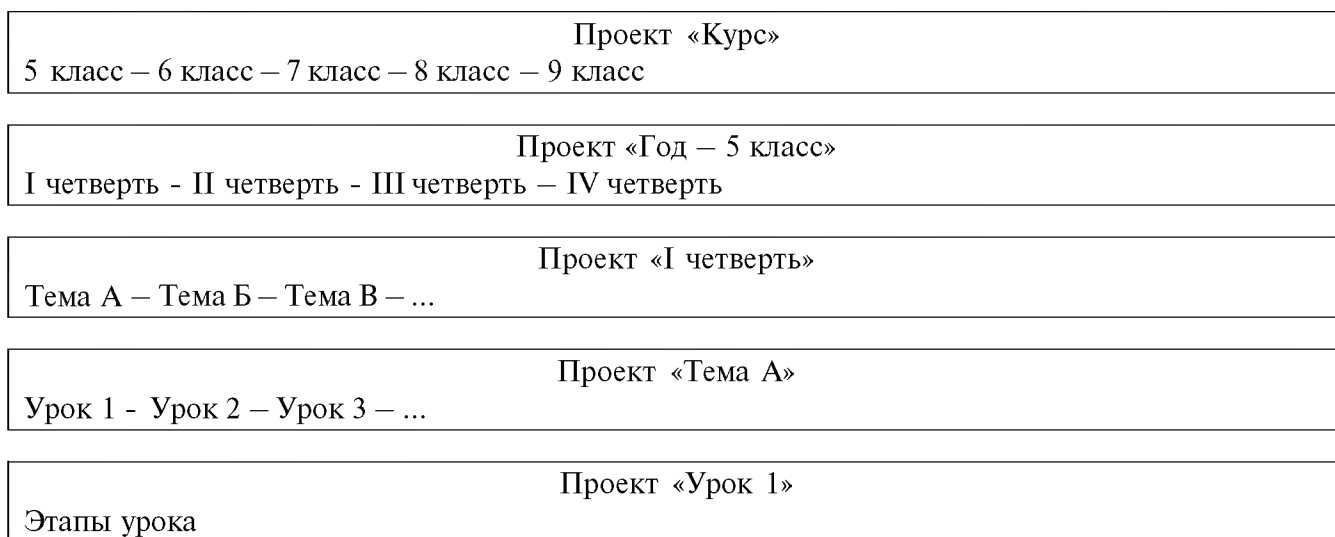 Проект «Курс»
5 класс – 6 класс – 7 класс – 8 класс – 9 класс
Проект «Год – 5 класс»
I четверть - II четверть - III четверть – IV четверть
Проект «I четверть»
Тема А – Тема Б – Тема В – ...
Проект «Тема А»
Урок 1 - Урок 2 – Урок 3 – ...
Проект «Урок 1»
Этапы урока